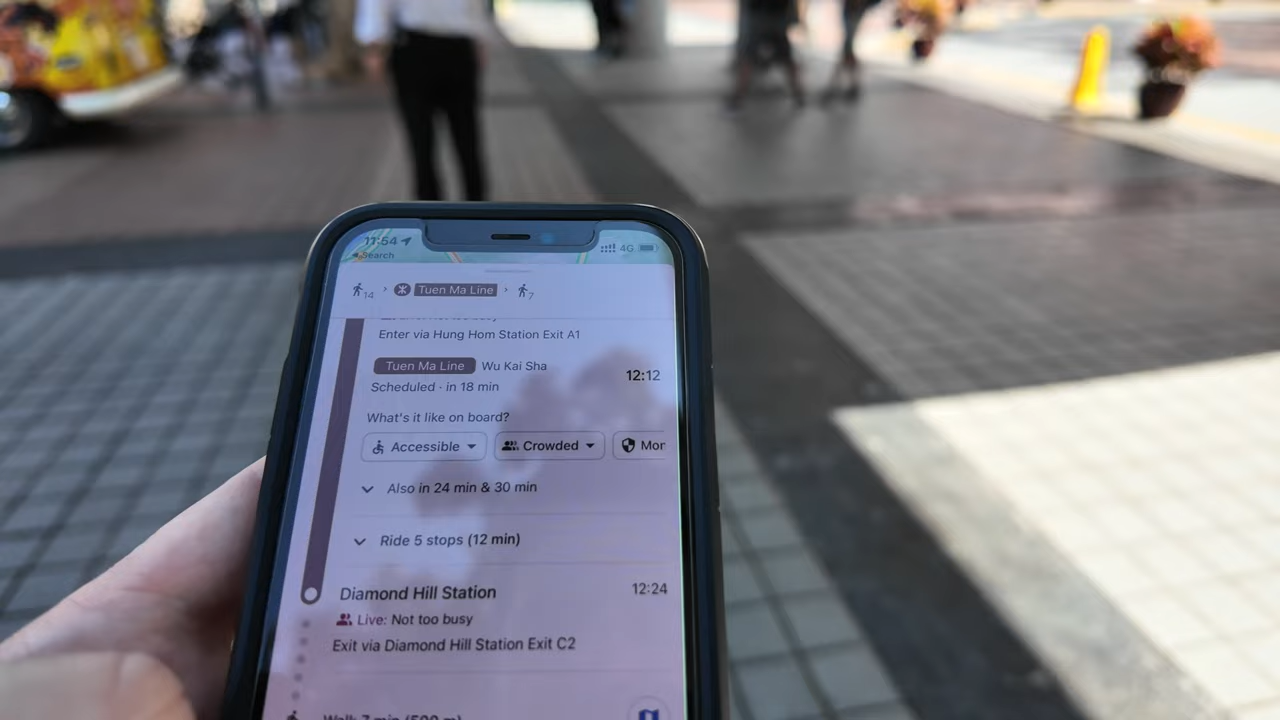 11:54
4G
Search
14 Tuen Ma Line 7
Enter via Hung Hom Station Exit A1
Tuen Ma Line Wu Kai Sha
12:12
Scheduled · in 18 min
What's it like on board?
Accessible Crowded Mor
Also in 24 min & 30 min
Ride 5 stops (12 min)
Diamond Hill Station 12:24
Live: Not too busy
Exit via Diamond Hill Station Exit C2
Walk 7 min